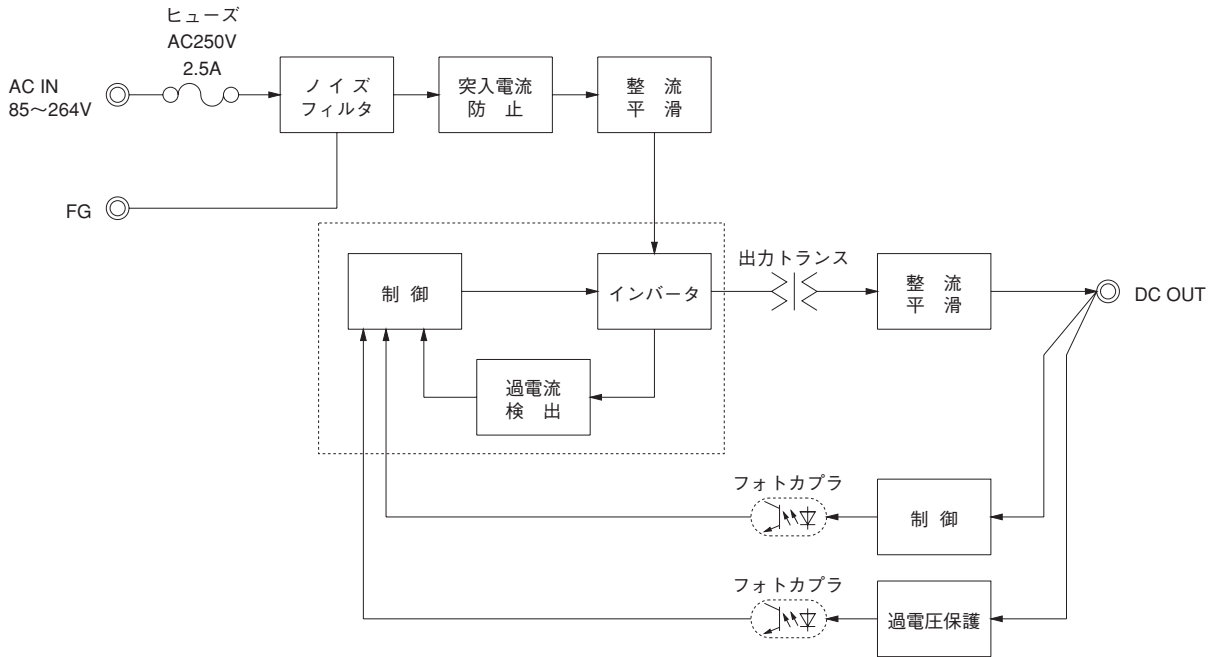 ヒューズ
AC250V
2.5A
AC IN
85～264V
ノイズ
フィルタ
突入電流
防止
整流
平滑
FG
制御
インバータ
過電流
検出
出力トランス
整流
平滑
DC OUT
フォトカプラ
制御
フォトカプラ
過電圧保護